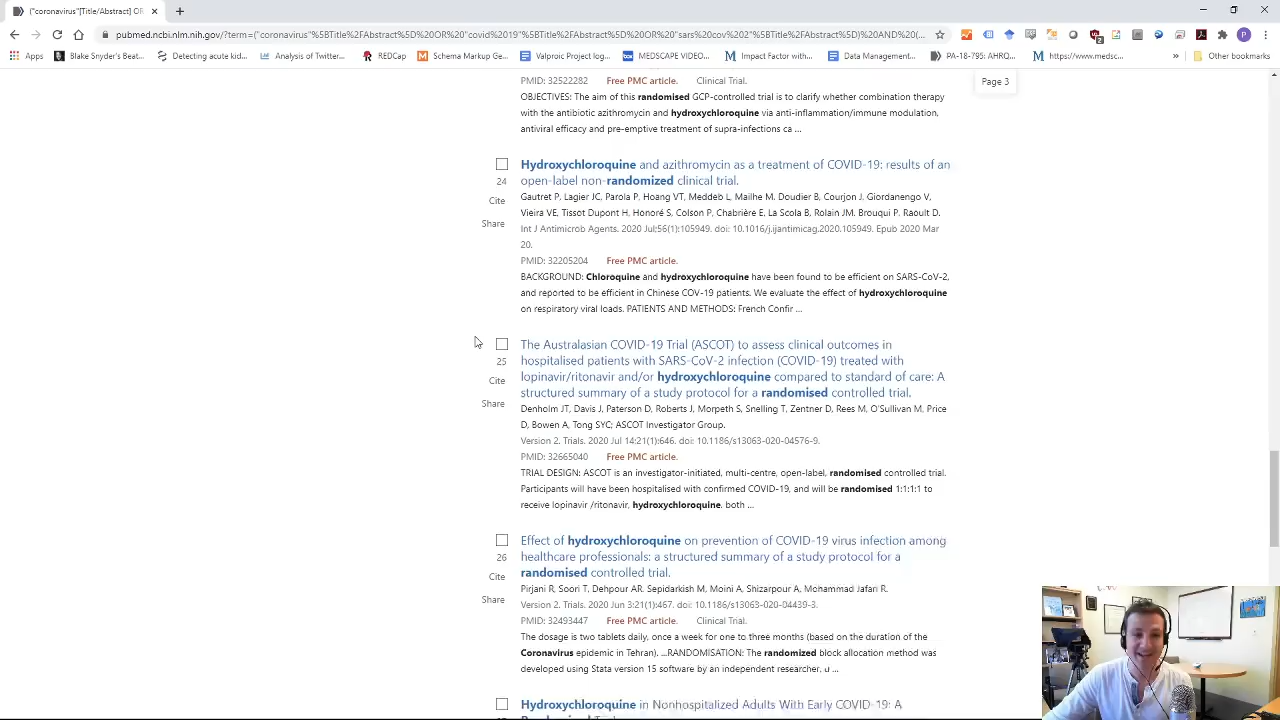 ("coronavirus"[Title/Abstract] OR
pubmed.ncbi.nlm.nih.gov/?term=("coronavirus"%5BTitle%2FAbstract%5D%20OR%20"covid%2019"%5BTitle%2FAbstract%5D%20OR%20"sars%20cov%202"%5BTitle%2FAbstract%5D)%20AND%20(...
Apps Blake Snyder's Beat... Detecting acute kid... Analysis of Twitter... REDCap Schema Markup Ge... Valproic Project log... MEDSCAPE VIDEO... Impact Factor with... Data Management... PA-18-795: AHRQ... https://www.medsc... » Other bookmarks
Page 3
PMID: 32522282 Free PMC article. Clinical Trial.
OBJECTIVES: The aim of this randomised GCP-controlled trial is to clarify whether combination therapy
with the antibiotic azithromycin and hydroxychloroquine via anti-inflammation/immune modulation,
antiviral efficacy and pre-emptive treatment of supra-infections ca ...
Hydroxychloroquine and azithromycin as a treatment of COVID-19: results of an
24 open-label non-randomized clinical trial.
Cite Gautret P, Lagier JC, Parola P, Hoang VT, Meddeb L, Mailhe M, Doudier B, Courjon J, Giordanengo V,
Vieira VE, Tissot Dupont H, Honoré S, Colson P, Chabrière E, La Scola B, Rolain JM, Brouqui P, Raoult D.
Share Int J Antimicrob Agents. 2020 Jul;56(1):105949. doi: 10.1016/j.ijantimicag.2020.105949. Epub 2020 Mar
20.
PMID: 32205204 Free PMC article.
BACKGROUND: Chloroquine and hydroxychloroquine have been found to be efficient on SARS-CoV-2,
and reported to be efficient in Chinese COV-19 patients. We evaluate the effect of hydroxychloroquine
on respiratory viral loads. PATIENTS AND METHODS: French Confir ...
The Australasian COVID-19 Trial (ASCOT) to assess clinical outcomes in
25 hospitalised patients with SARS-CoV-2 infection (COVID-19) treated with
Cite lopinavir/ritonavir and/or hydroxychloroquine compared to standard of care: A
Share structured summary of a study protocol for a randomised controlled trial.
Denholm JT, Davis J, Paterson D, Roberts J, Morpeth S, Snelling T, Zentner D, Rees M, O'Sullivan M, Price
D, Bowen A, Tong SYC; ASCOT Investigator Group.
Version 2. Trials. 2020 Jul 14;21(1):646. doi: 10.1186/s13063-020-04576-9.
PMID: 32665040 Free PMC article.
TRIAL DESIGN: ASCOT is an investigator-initiated, multi-centre, open-label, randomised controlled trial.
Participants will have been hospitalised with confirmed COVID-19, and will be randomised 1:1:1:1 to
receive lopinavir /ritonavir, hydroxychloroquine, both ...
Effect of hydroxychloroquine on prevention of COVID-19 virus infection among
26 healthcare professionals: a structured summary of a study protocol for a
Cite randomised controlled trial.
Pirjani R, Soori T, Dehpour AR, Sepidarkish M, Moini A, Shizarpour A, Mohammad Jafari R.
Share Version 2. Trials. 2020 Jun 3;21(1):467. doi: 10.1186/s13063-020-04439-3.
PMID: 32493447 Free PMC article. Clinical Trial.
The dosage is two tablets daily, once a week for one to three months (based on the duration of the
Coronavirus epidemic in Tehran). ...RANDOMISATION: The randomized block allocation method was
developed using Stata version 15 software by an independent researcher, u ...
Hydroxychloroquine in Nonhospitalized Adults With Early COVID-19: A